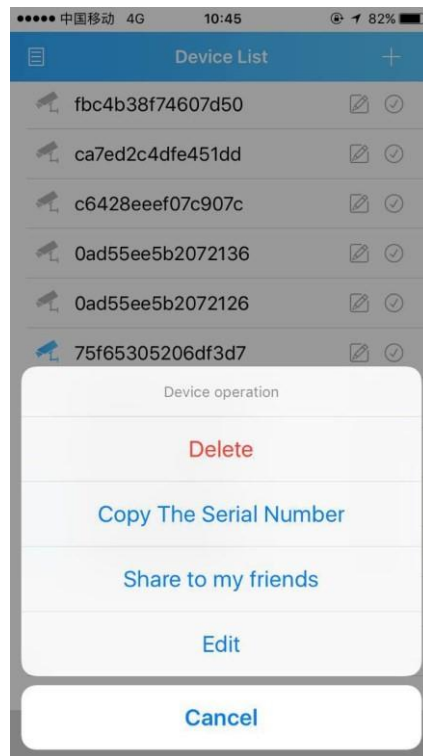 中国移动 4G 10:45 82%
Device List
fbc4b38f74607d50
ca7ed2c4dfe451dd
c6428eeef07c907c
0ad55ee5b2072136
0ad55ee5b2072126
75f65305206df3d7
Device operation
Delete
Copy The Serial Number
Share to my friends
Edit
Cancel